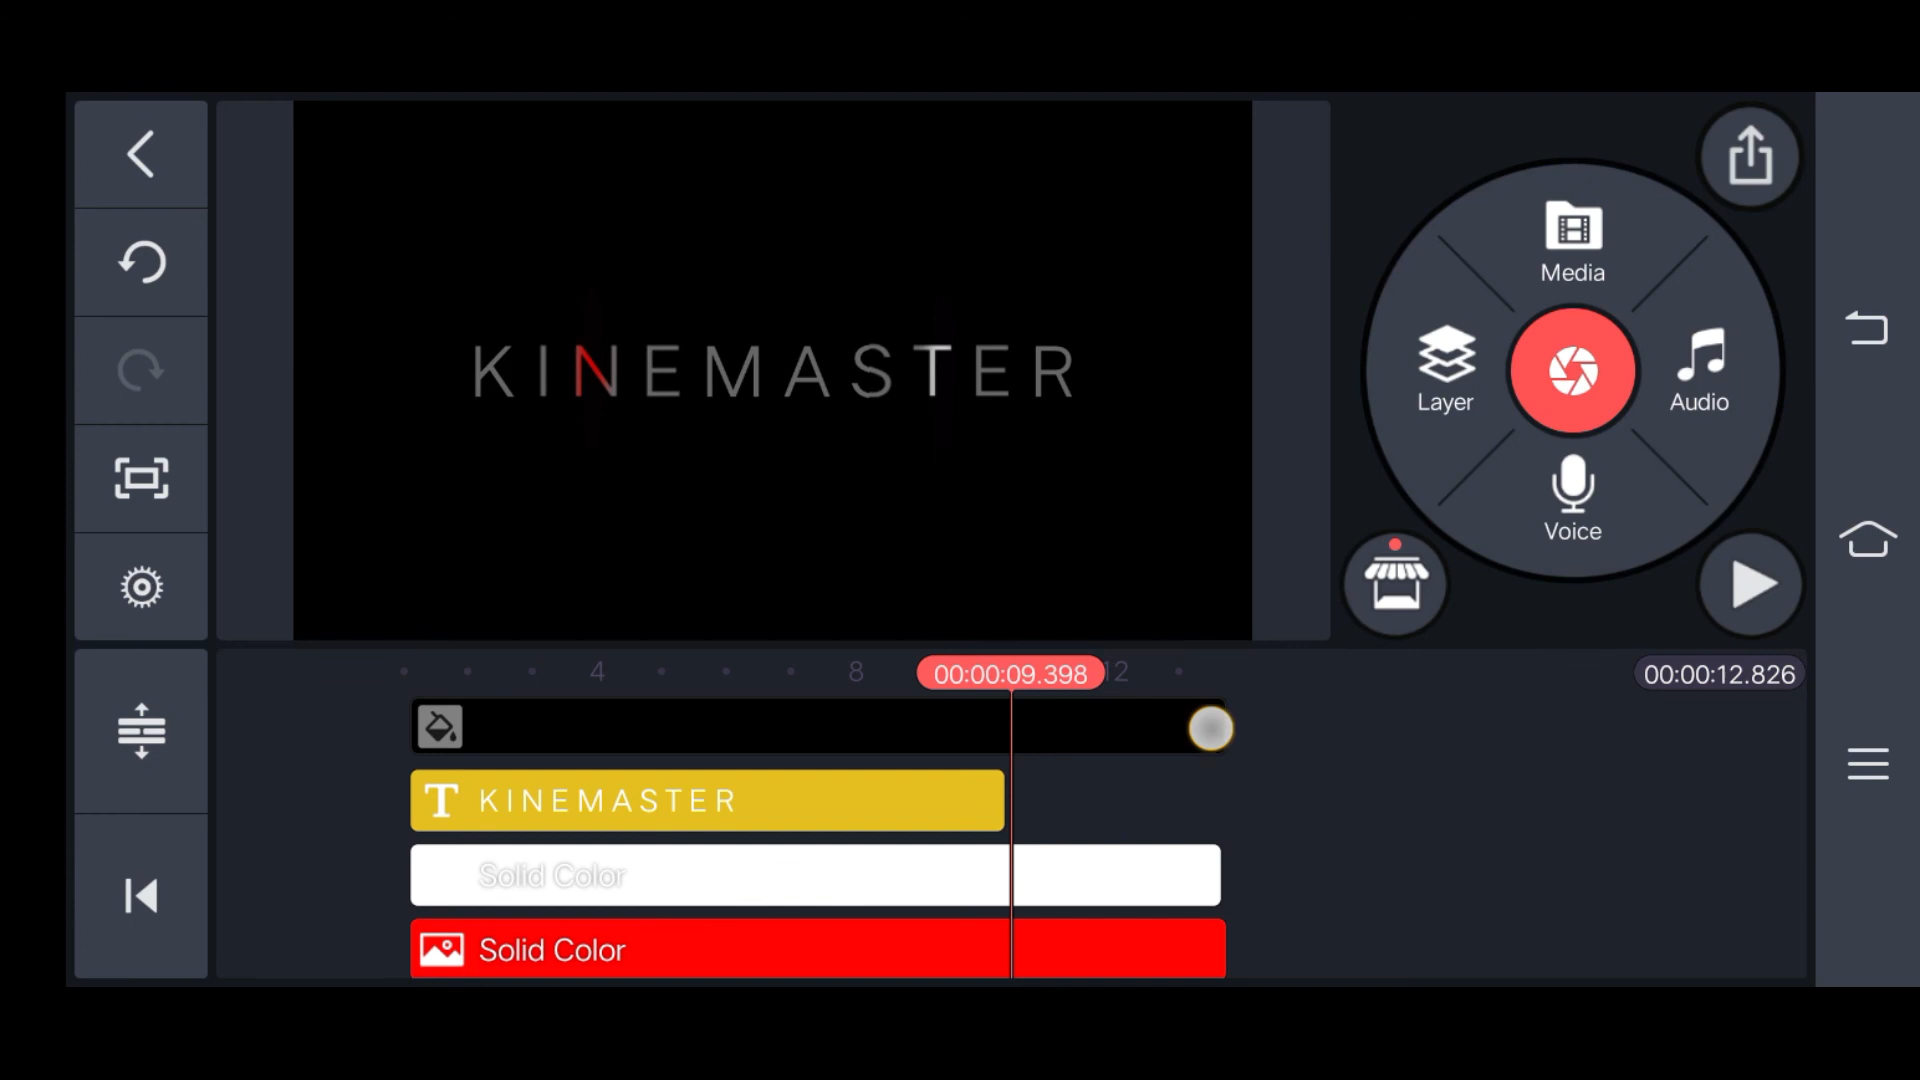 Media
Layer
Audio
Voice
KINEMASTER
4
8
00:00:09.398
12
00:00:12.826
T KINEMASTER
Solid Color
Solid Color